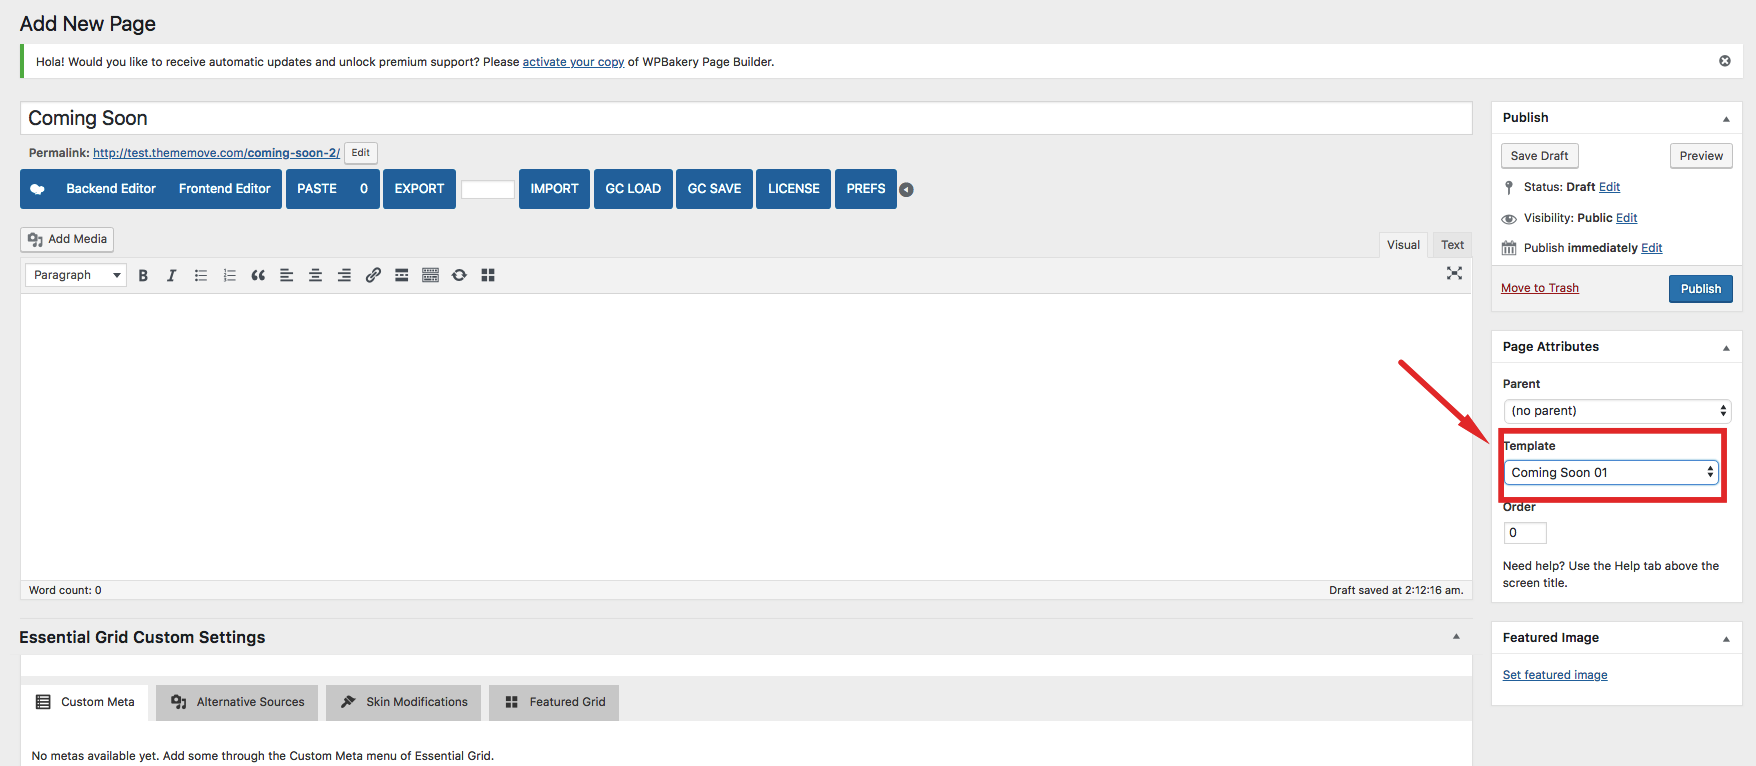 Add New Page
Hola! Would you like to receive automatic updates and unlock premium support? Please activate your copy of WPBakery Page Builder.
Coming Soon
Permalink: http://test.thememove.com/coming-soon-2/ Edit
Backend Editor Frontend Editor PASTE 0 EXPORT IMPORT GC LOAD GC SAVE LICENSE PREFS
Add Media
Visual Text
Paragraph B I
Word count: 0
Draft saved at 2:12:16 am.
Essential Grid Custom Settings
Custom Meta Alternative Sources Skin Modifications Featured Grid
No metas available yet. Add some through the Custom Meta menu of Essential Grid.
Publish
Save Draft Preview
Status: Draft Edit
Visibility: Public Edit
Publish immediately Edit
Move to Trash Publish
Page Attributes
Parent
(no parent)
Template
Coming Soon 01
Order
0
Need help? Use the Help tab above the
screen title.
Featured Image
Set featured image